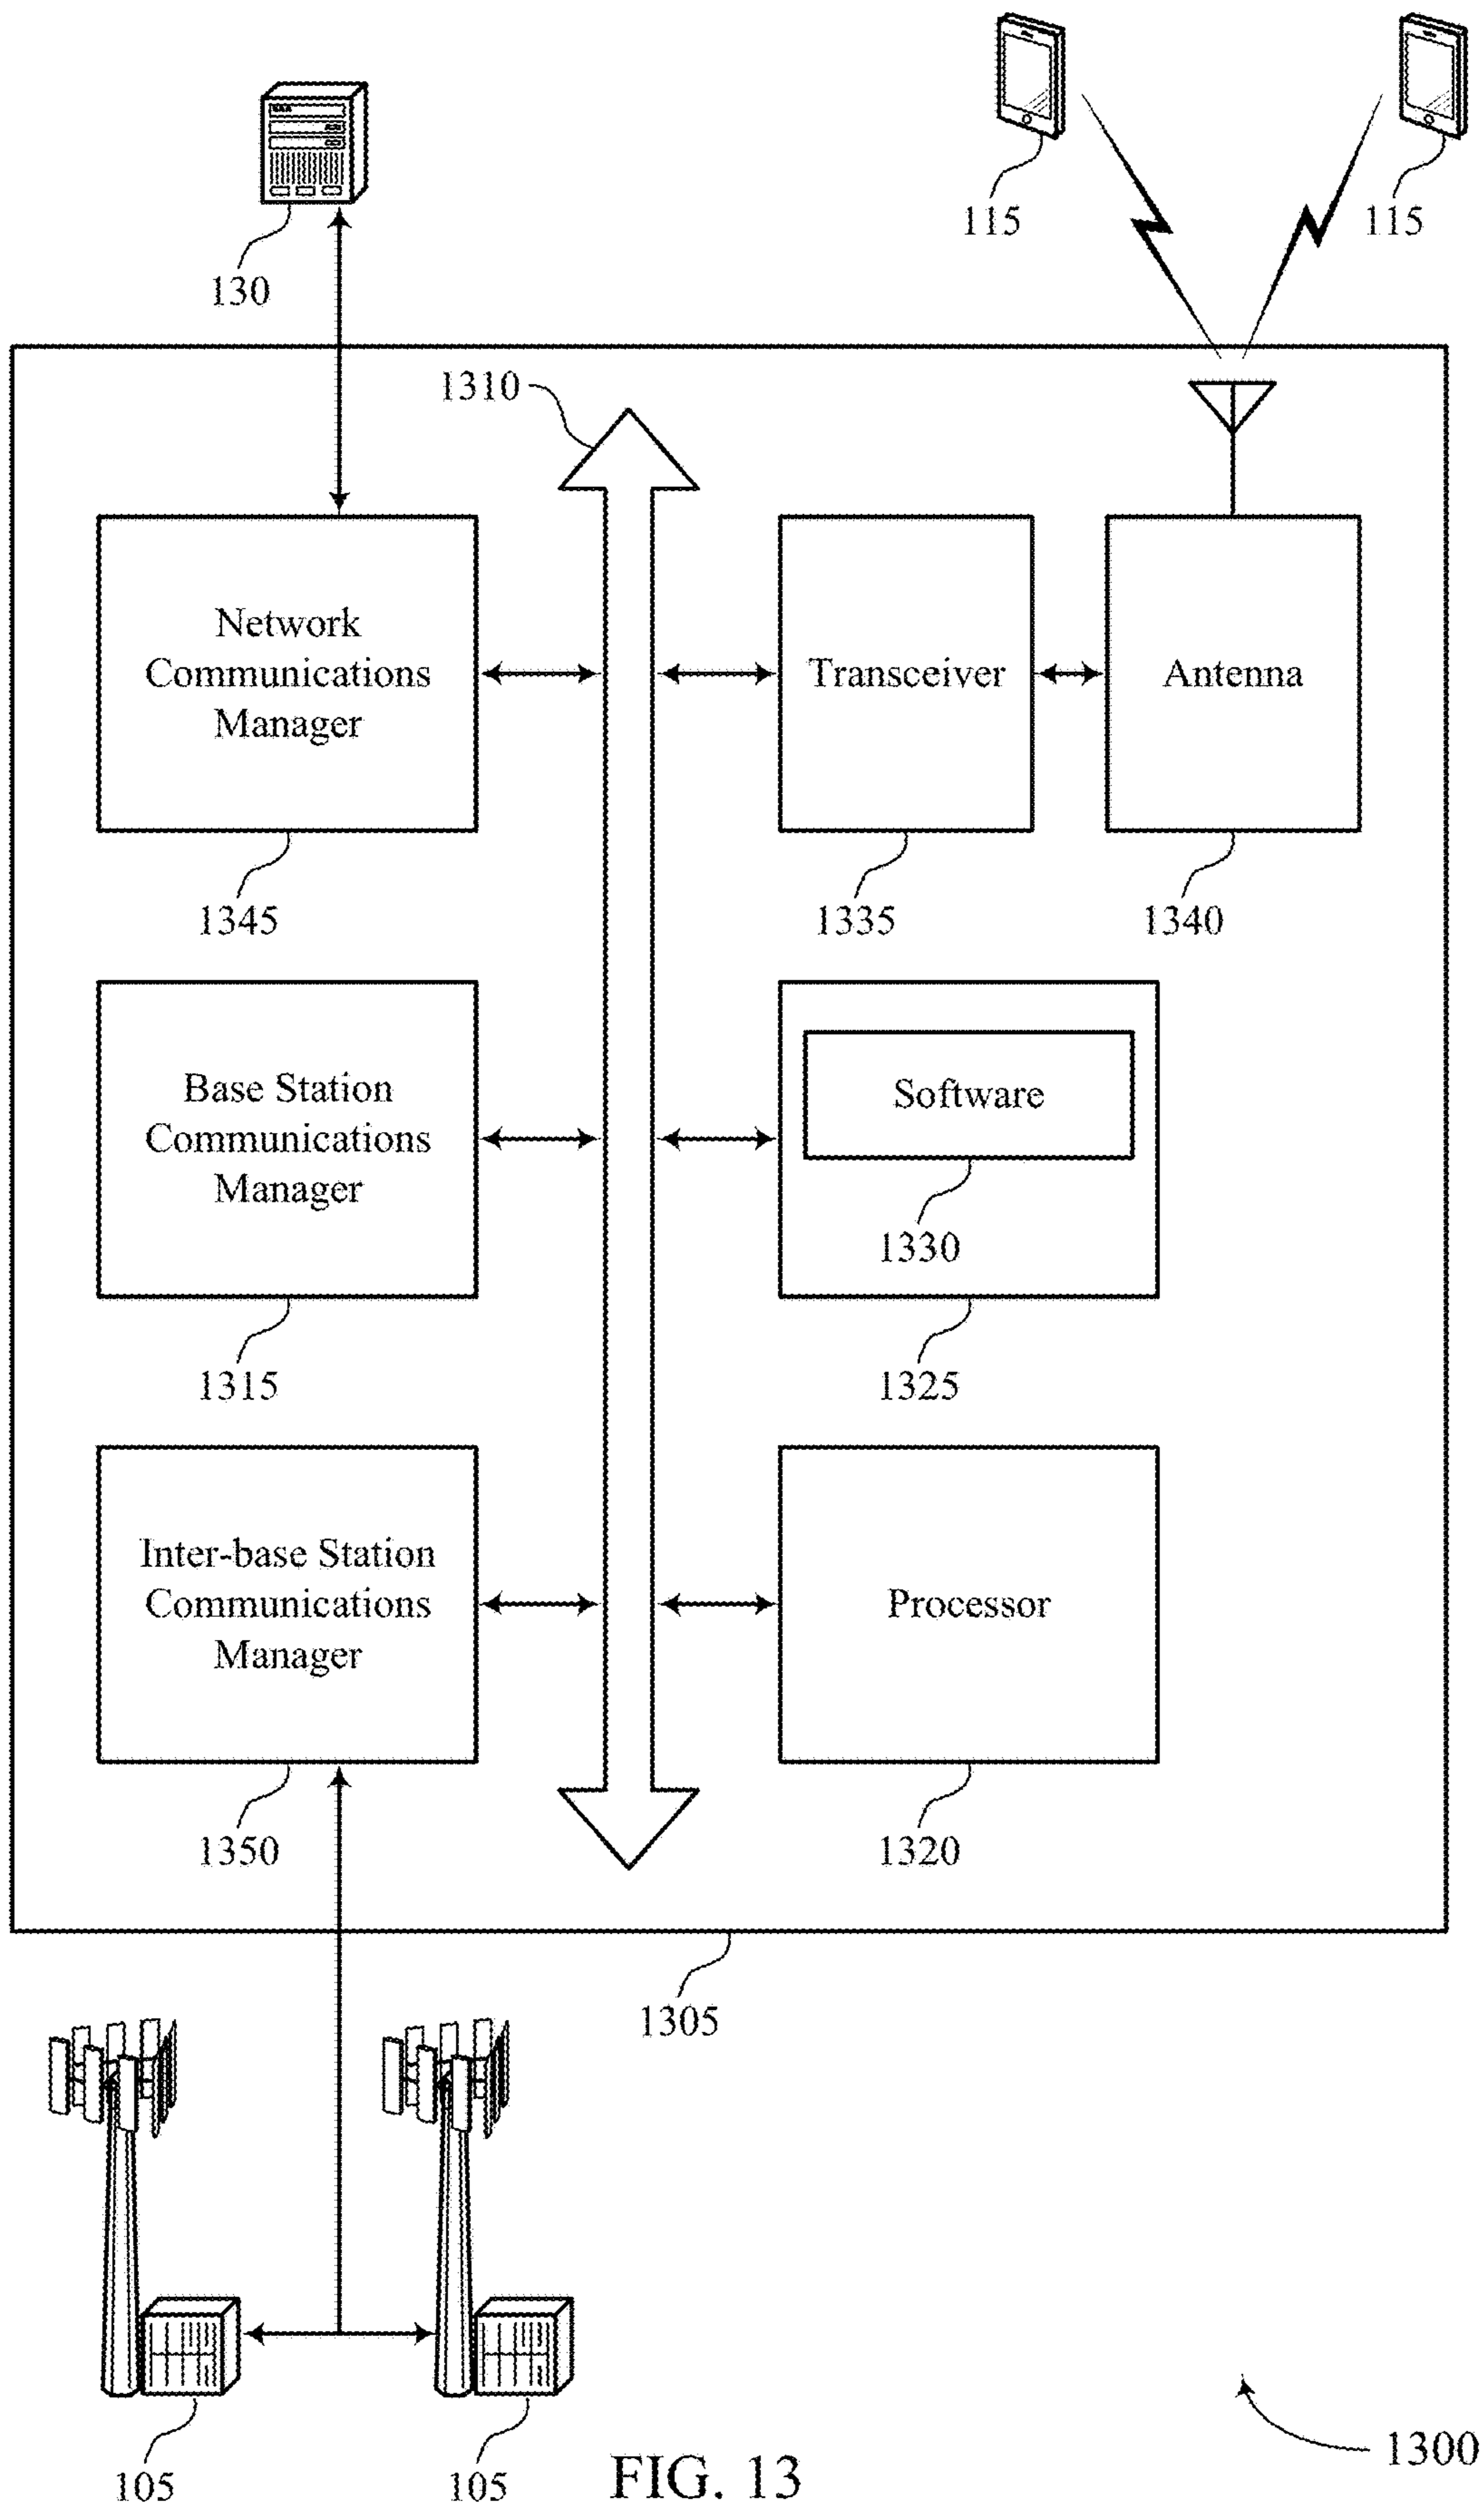 115
115
130
1310
Network
Communications
Manager
Transceiver
Antenna
1345
1335
1340
Base Station
Communications
Manager
Software
1330
1315
1325
Inter-base Station
Communications
Manager
Processor
1350
1320
1305
105
105
FIG. 13
1300